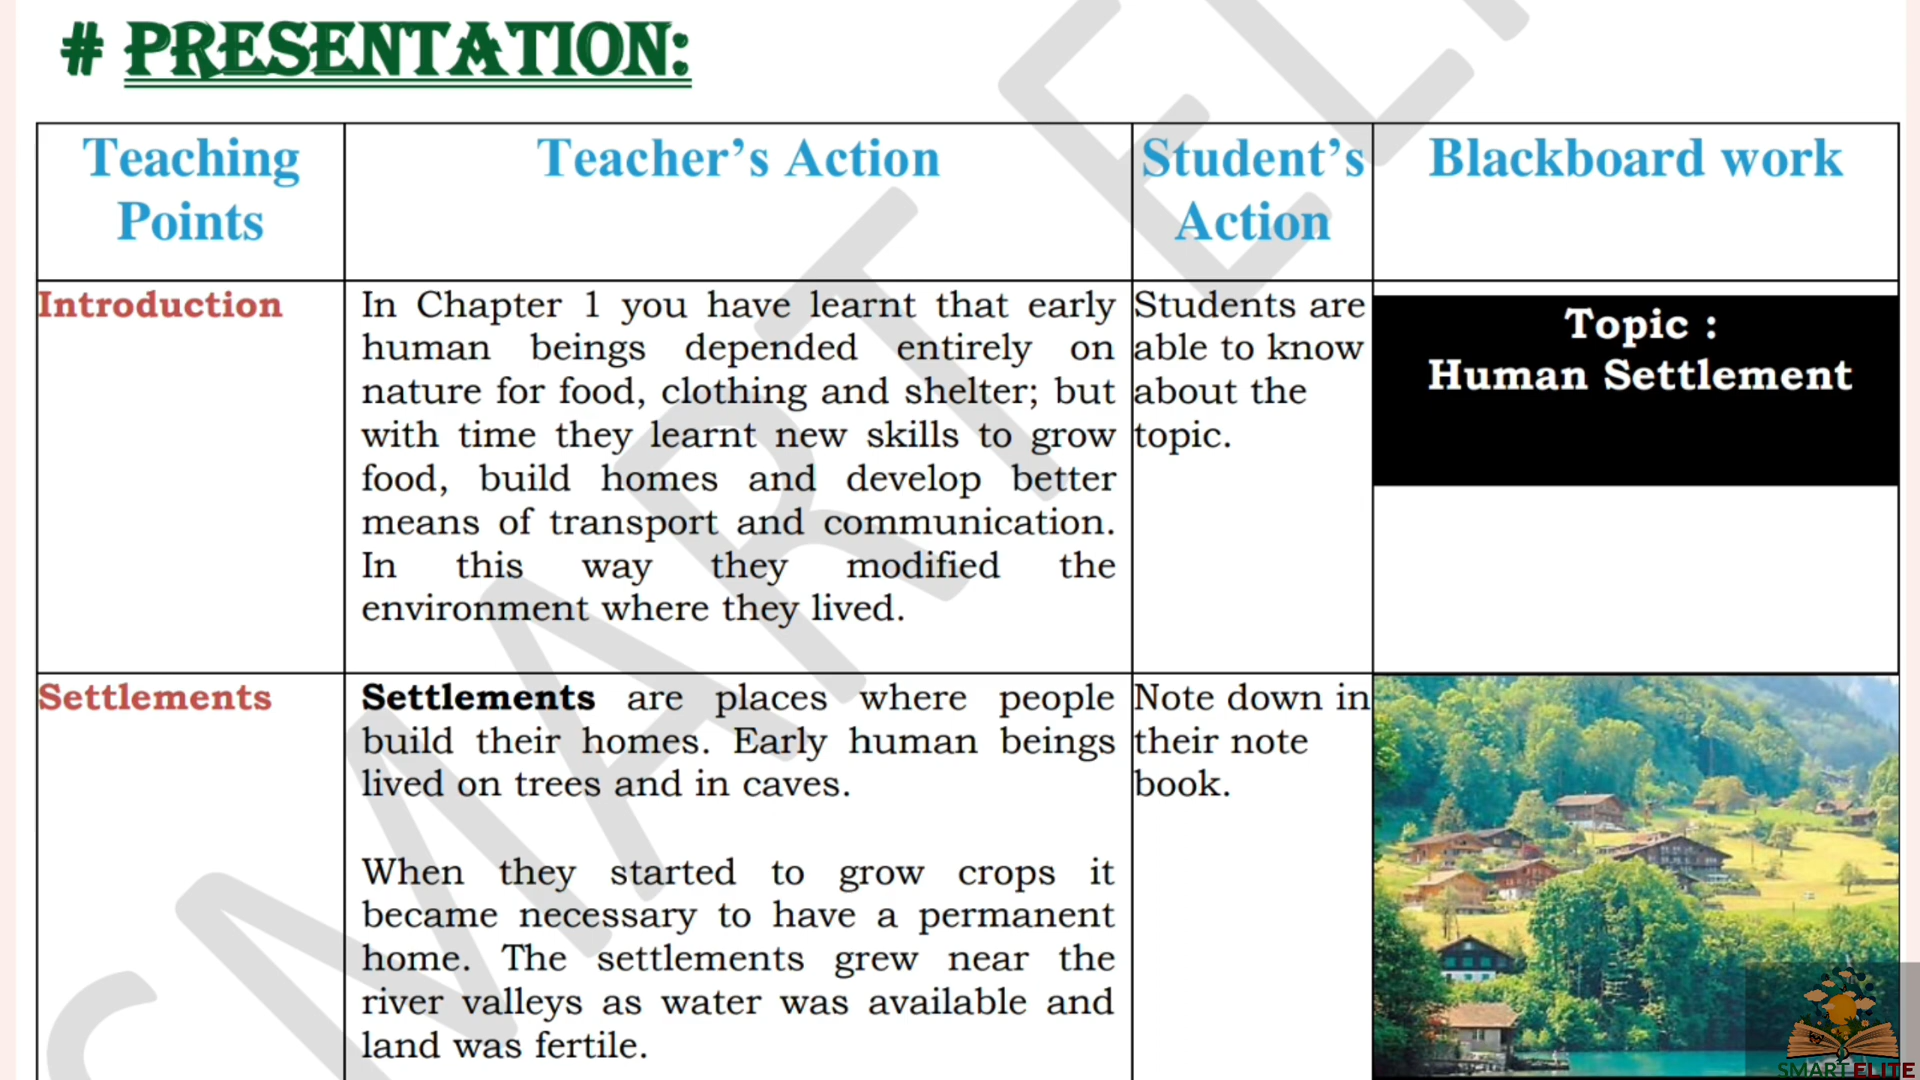 # PRESENTATION:
Teaching Points
Teacher's Action
Student's Action
Blackboard work
Introduction
In Chapter 1 you have learnt that early
human beings depended entirely on
nature for food, clothing and shelter; but
with time they learnt new skills to grow
food, build homes and develop better
means of transport and communication.
In this way they modified the
environment where they lived.
Students are
able to know
about the
topic.
Topic :
Human Settlement
Settlements
Settlements are places where people
build their homes. Early human beings
lived on trees and in caves.
When they started to grow crops it
became necessary to have a permanent
home. The settlements grew near the
river valleys as water was available and
land was fertile.
Note down in
their note
book.
SMART ELITE